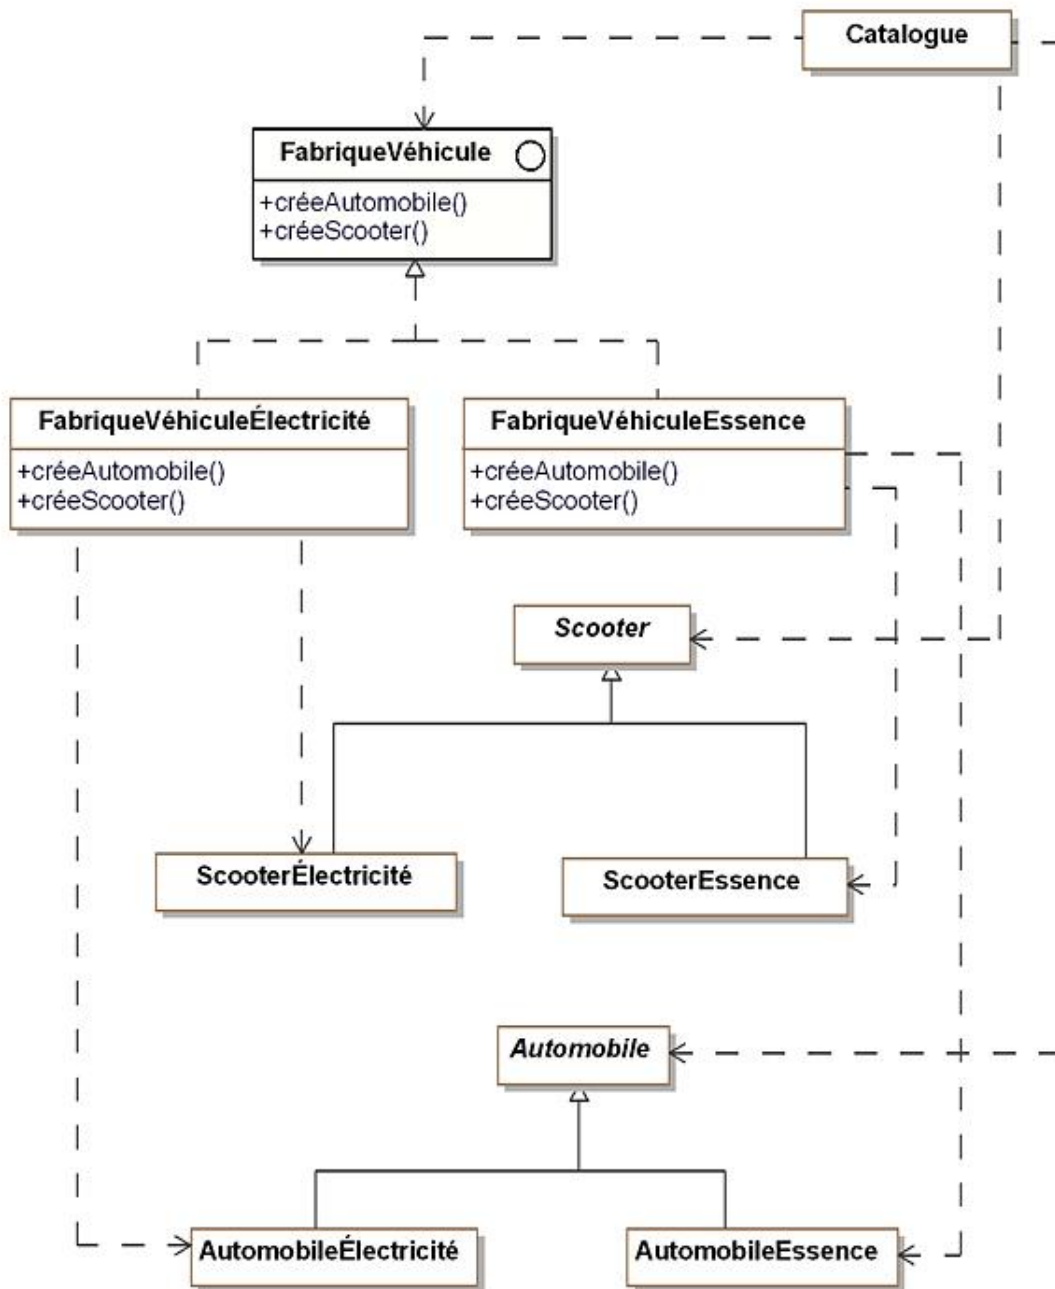 Catalogue
FabriqueVéhicule
+créeAutomobile()
+créeScooter()
FabriqueVéhiculeÉlectricité
+créeAutomobile()
+créeScooter()
FabriqueVéhiculeEssence
+créeAutomobile()
+créeScooter()
Scooter
ScooterÉlectricité
ScooterEssence
Automobile
AutomobileÉlectricité
AutomobileEssence